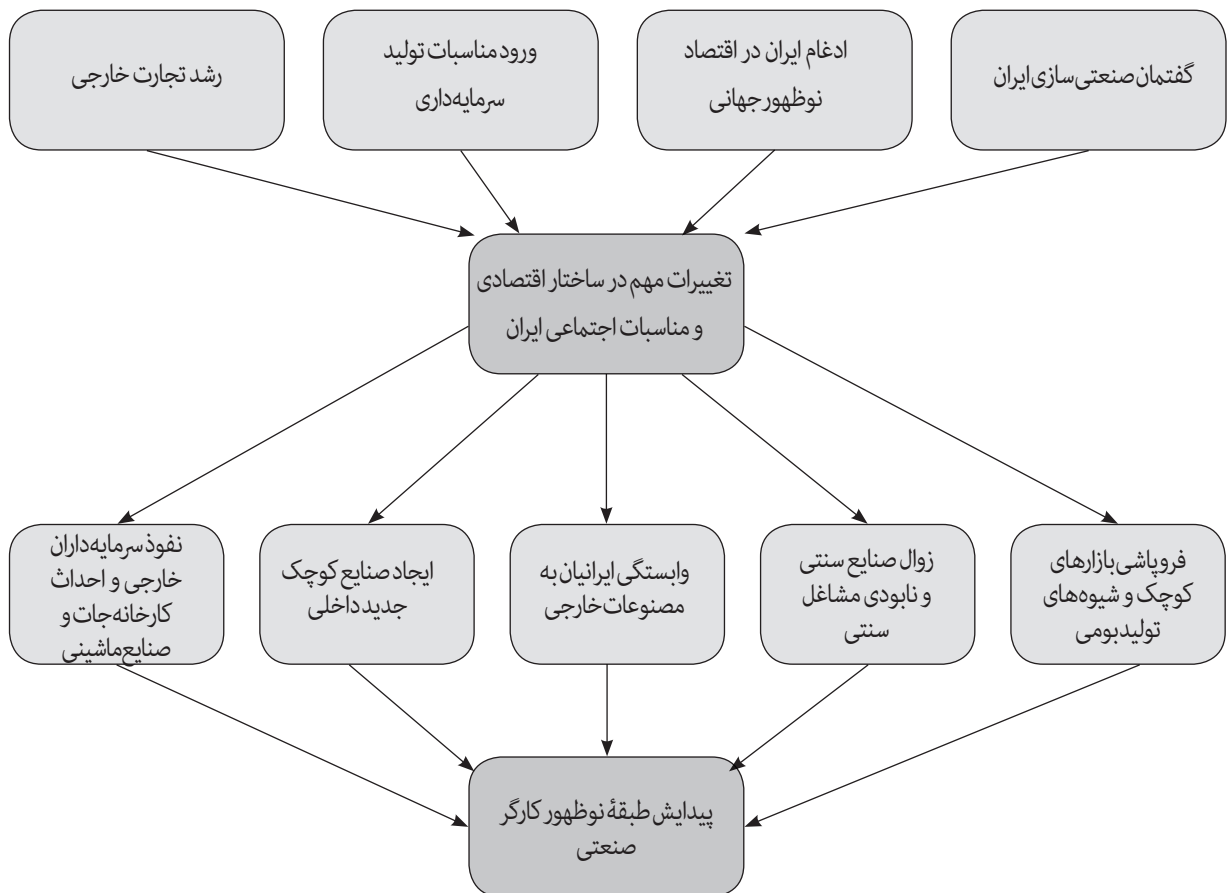 گفتمان صنعتی‌سازی ایران
ادغام ایران در اقتصاد
نوظهور جهانی
ورود مناسبات تولید
سرمایه‌داری
رشد تجارت خارجی
تغییرات مهم در ساختار اقتصادی
و مناسبات اجتماعی ایران
فروپاشی بازارهای
کوچک و شیوه‌های
تولید بومی
زوال صنایع سنتی
و نابودی مشاغل
سنتی
وابستگی ایرانیان به
مصنوعات خارجی
ایجاد صنایع کوچک
جدید داخلی
نفوذ سرمایه‌داران
خارجی و احداث
کارخانه‌جات و
صنایع ماشینی
پیدایش طبقهٔ نوظهور کارگر
صنعتی